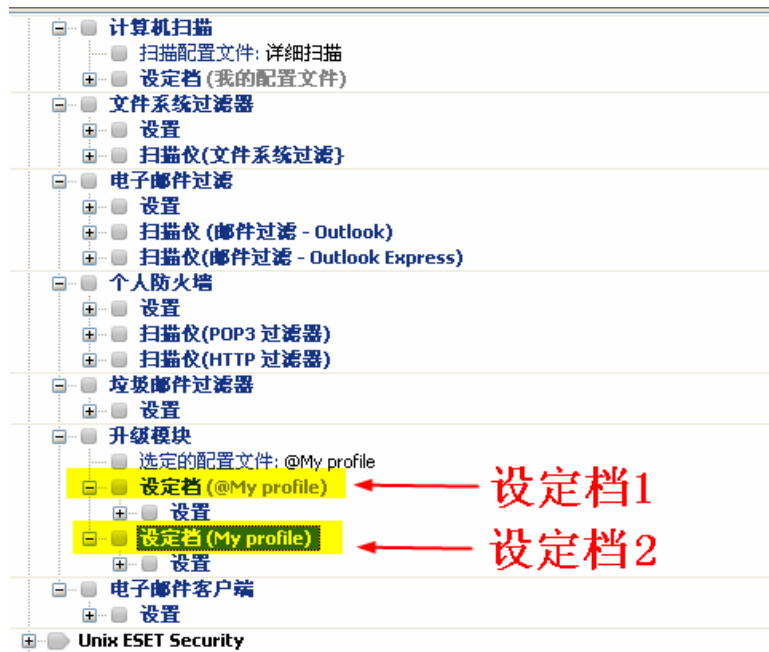 计算机扫描
扫描配置文件: 详细扫描
设定档 (我的配置文件)
文件系统过滤器
设置
扫描仪(文件系统过滤}
电子邮件过滤
设置
扫描仪 (邮件过滤 - Outlook)
扫描仪(邮件过滤 - Outlook Express)
个人防火墙
设置
扫描仪(POP3 过滤器)
扫描仪(HTTP 过滤器)
垃圾邮件过滤器
设置
升级模块
选定的配置文件: @My profile
设定档 (@My profile) 设定档1
设置
设定档 (My profile) 设定档2
设置
电子邮件客户端
设置
Unix ESET Security